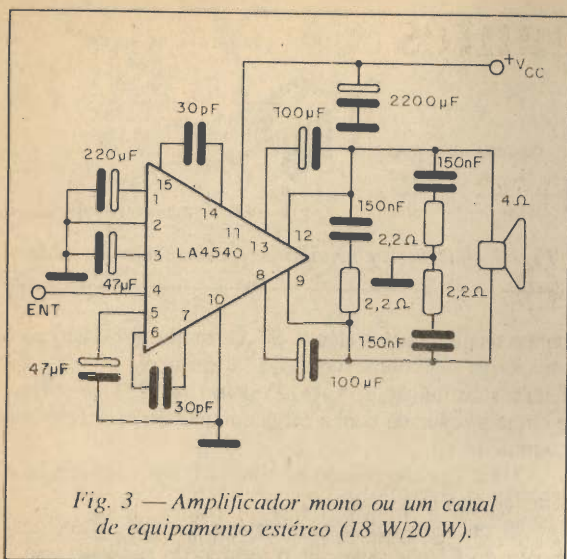 +VCC
30pF
100µF
2200µF
220µF
150nF
15
14
11
13
12
1
2
3
LA4540
150nF
4Ω
2,2Ω
47µF
8
9
4
ENT
5
10
6
7
2,2Ω
2,2Ω
47µF
30pF
100µF
150nF
Fig. 3 — Amplificador mono ou um canal
de equipamento estéreo (18 W/20 W).